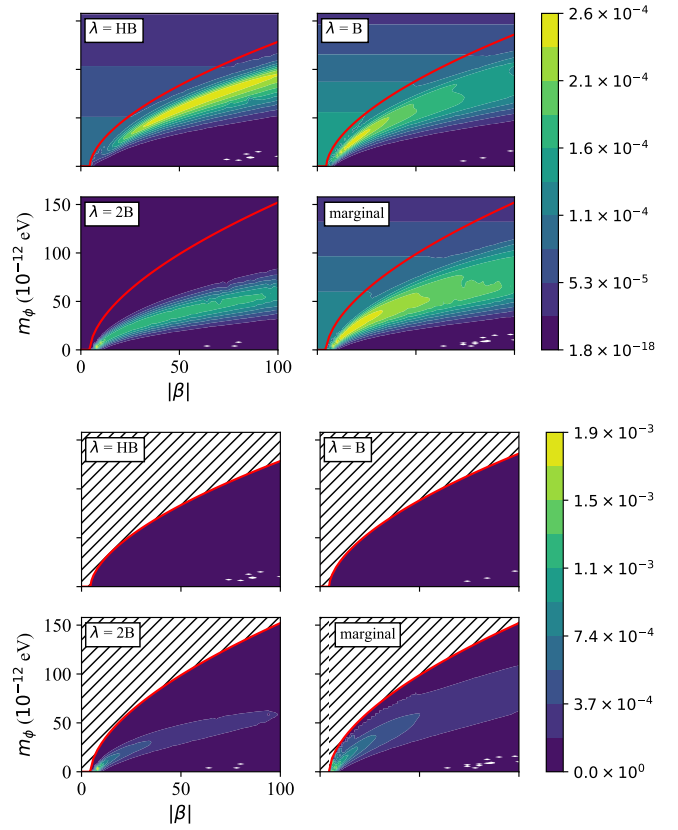 λ = HB
λ = B
2.6 × 10⁻⁴
2.1 × 10⁻⁴
1.6 × 10⁻⁴
1.1 × 10⁻⁴
5.3 × 10⁻⁵
1.8 × 10⁻¹⁸
λ = 2B
marginal
150
100
50
0
m_ϕ (10⁻¹² eV)
0
50
100
|β|
λ = HB
λ = B
1.9 × 10⁻³
1.5 × 10⁻³
1.1 × 10⁻³
7.4 × 10⁻⁴
3.7 × 10⁻⁴
0.0 × 10⁰
λ = 2B
marginal
150
100
50
0
m_ϕ (10⁻¹² eV)
0
50
100
|β|